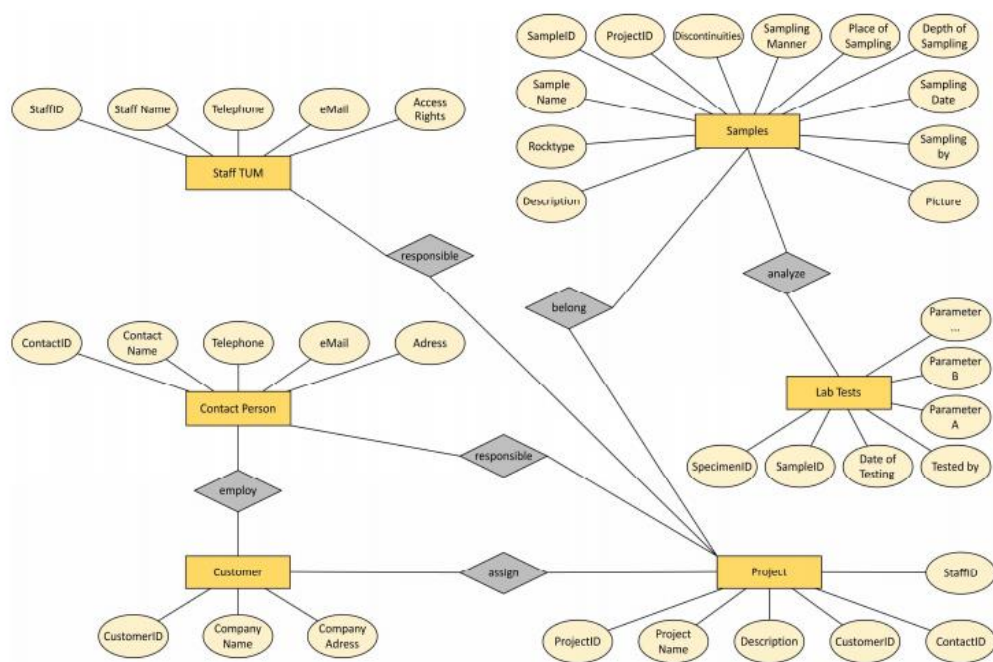 SampleID
ProjectID
Discontinuities
Sampling
Manner
Place of
Sampling
Depth of
Sampling
StaffID
Staff Name
Telephone
eMail
Access
Rights
Sample
Name
Sampling
Date
Samples
Rocktype
Sampling
by
Staff TUM
Description
Picture
responsible
analyze
belong
ContactID
Contact
Name
Telephone
eMail
Adress
Parameter
...
Parameter
B
Lab Tests
Contact Person
Parameter
A
responsible
SpecimenID
SampleID
Date of
Testing
Tested by
employ
Customer
assign
Project
StaffID
CustomerID
Company
Name
Company
Adress
ProjectID
Project
Name
Description
CustomerID
ContactID